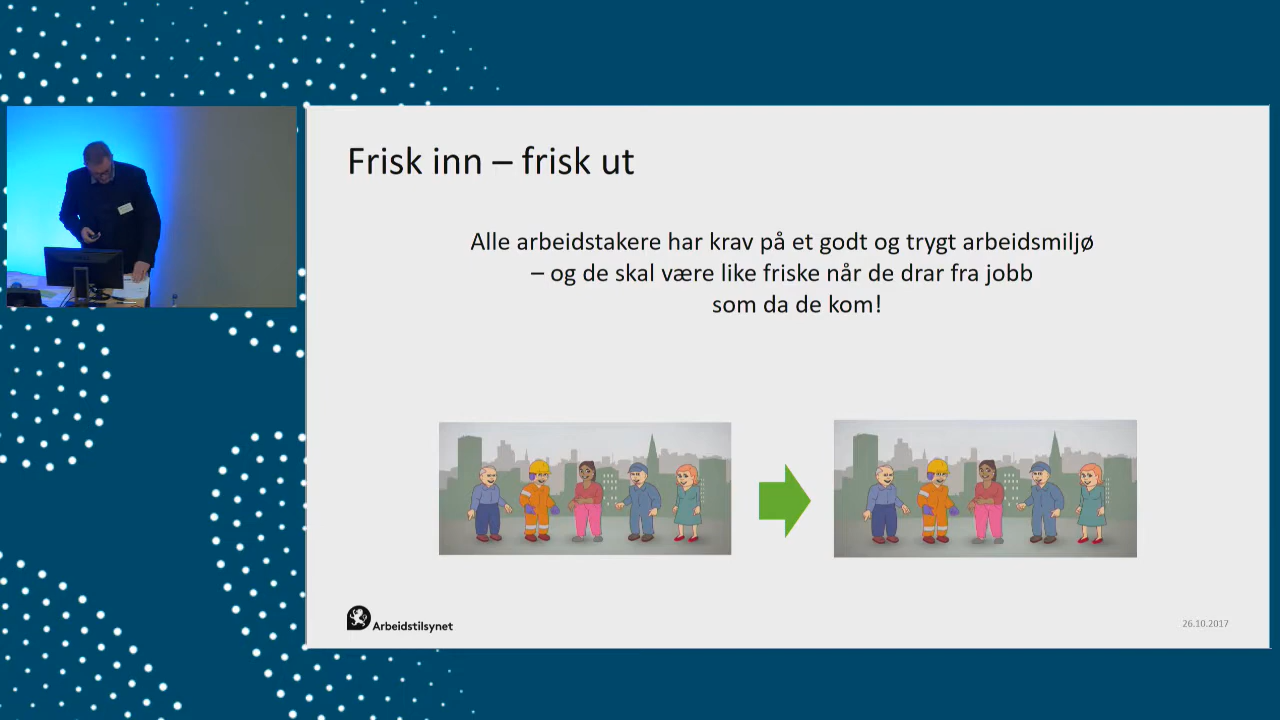 Frisk inn – frisk ut
Alle arbeidstakere har krav på et godt og trygt arbeidsmiljø
– og de skal være like friske når de drar fra jobb
som da de kom!
Arbeidstilsynet
26.10.2017